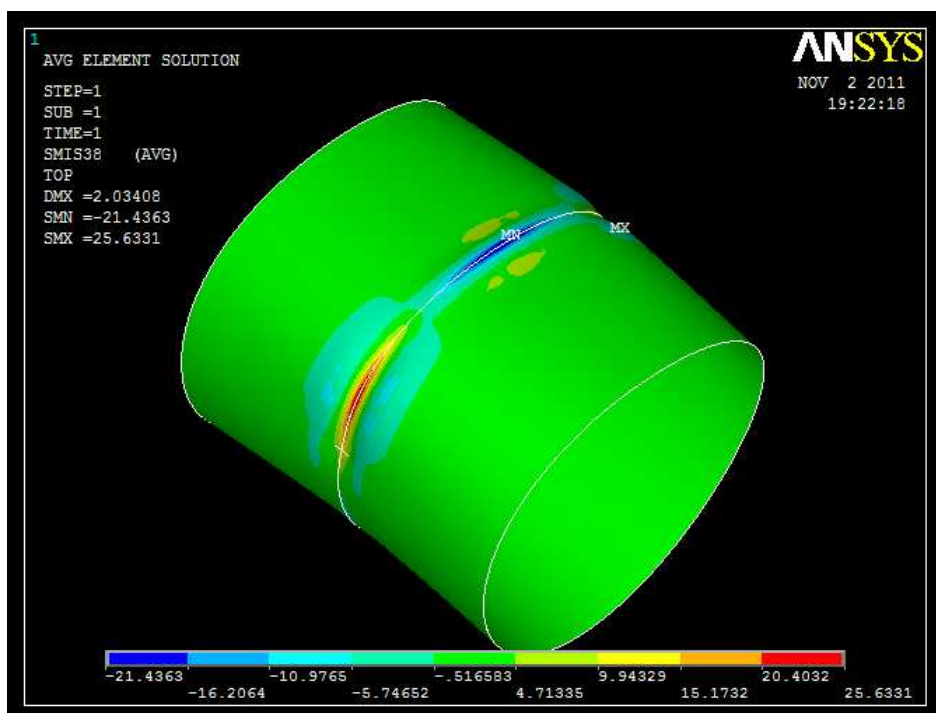 1
ANSYS
AVG ELEMENT SOLUTION
NOV 2 2011
19:22:18
STEP=1
SUB =1
TIME=1
SMIS38 (AVG)
TOP
DMX =2.03408
SMN =-21.4363
SMX =25.6331
MN
MX
-21.4363 -10.9765 -.516583 9.94329 20.4032
-16.2064 -5.74652 4.71335 15.1732 25.6331